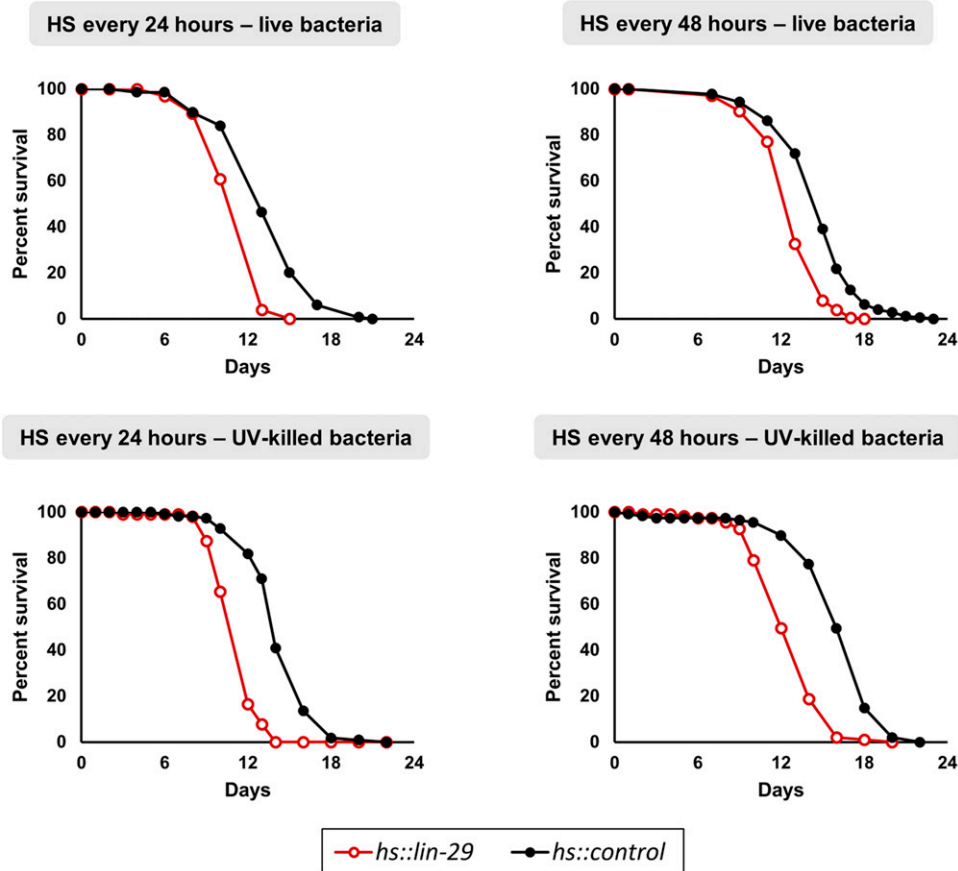 HS every 24 hours – live bacteria
100
80
60
40
20
0
Percent survival
0 6 12 18 24
Days
HS every 48 hours – live bacteria
100
80
60
40
20
0
Percet survival
0 6 12 18 24
Days
HS every 24 hours – UV-killed bacteria
100
80
60
40
20
0
Percent survival
0 6 12 18 24
Days
HS every 48 hours – UV-killed bacteria
100
80
60
40
20
0
Percent survival
0 6 12 18 24
Days
hs::lin-29 hs::control